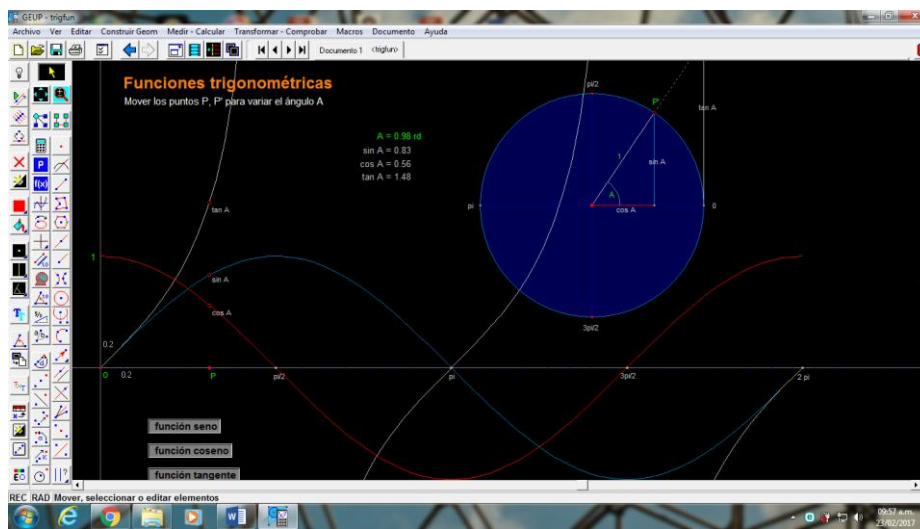 GEUP - trigfun
Archivo Ver Editar Construir Geom Medir - Calcular Transformar - Comprobar Macros Documento Ayuda
Documento 1
Funciones trigonométricas
Mover los puntos P, P' para variar el ángulo A
A = 0.98 rd
sin A = 0.83
cos A = 0.56
tan A = 1.48
pi/2
P'
tan A
1
sin A
A
pi
cos A
0
3pi/2
tan A
1
sin A
cos A
0.2
0
0.2
P
pi/2
pi
3pi/2
2 pi
función seno
función coseno
función tangente
REC RAD Mover, seleccionar o editar elementos
09:57 a.m.
23/02/2017